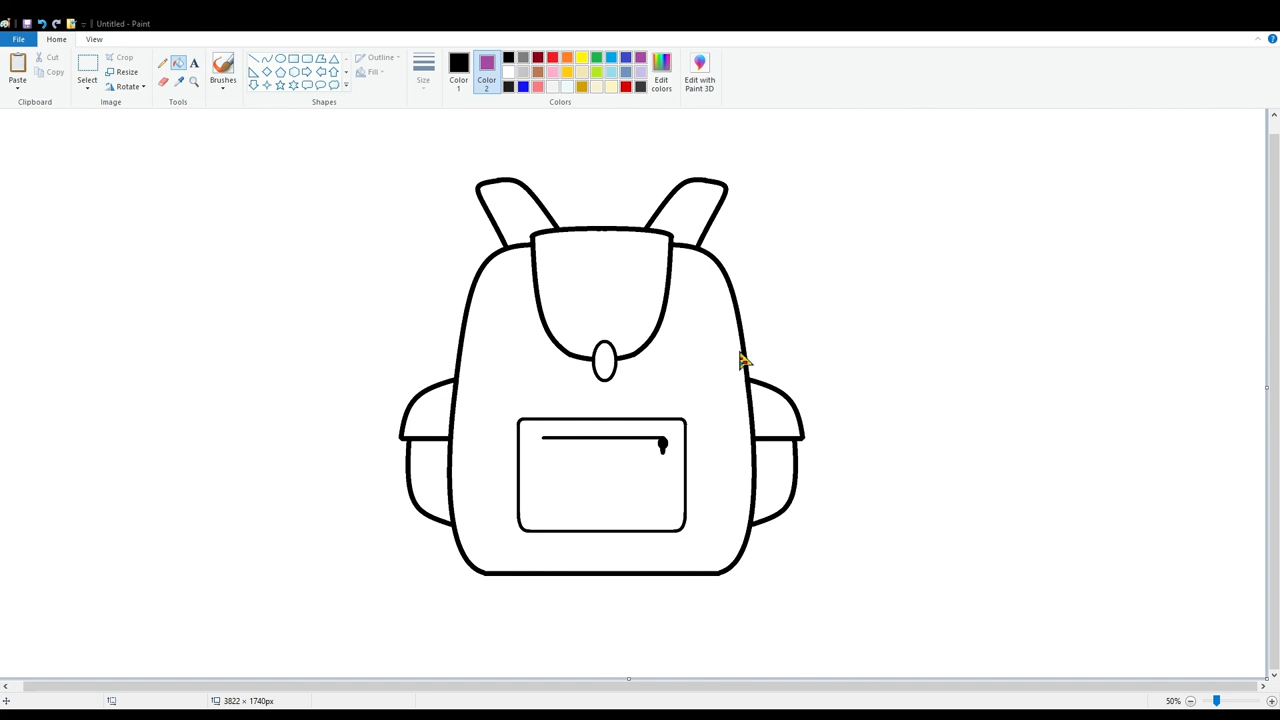 Untitled - Paint
File Home View
Paste
Cut
Copy
Clipboard
Select
Crop
Resize
Rotate
Image
A
Tools
Brushes
Shapes
Outline
Fill
Size
Color 1
Color 2
Edit colors
Colors
Edit with Paint 3D
3822 × 1740px
50%